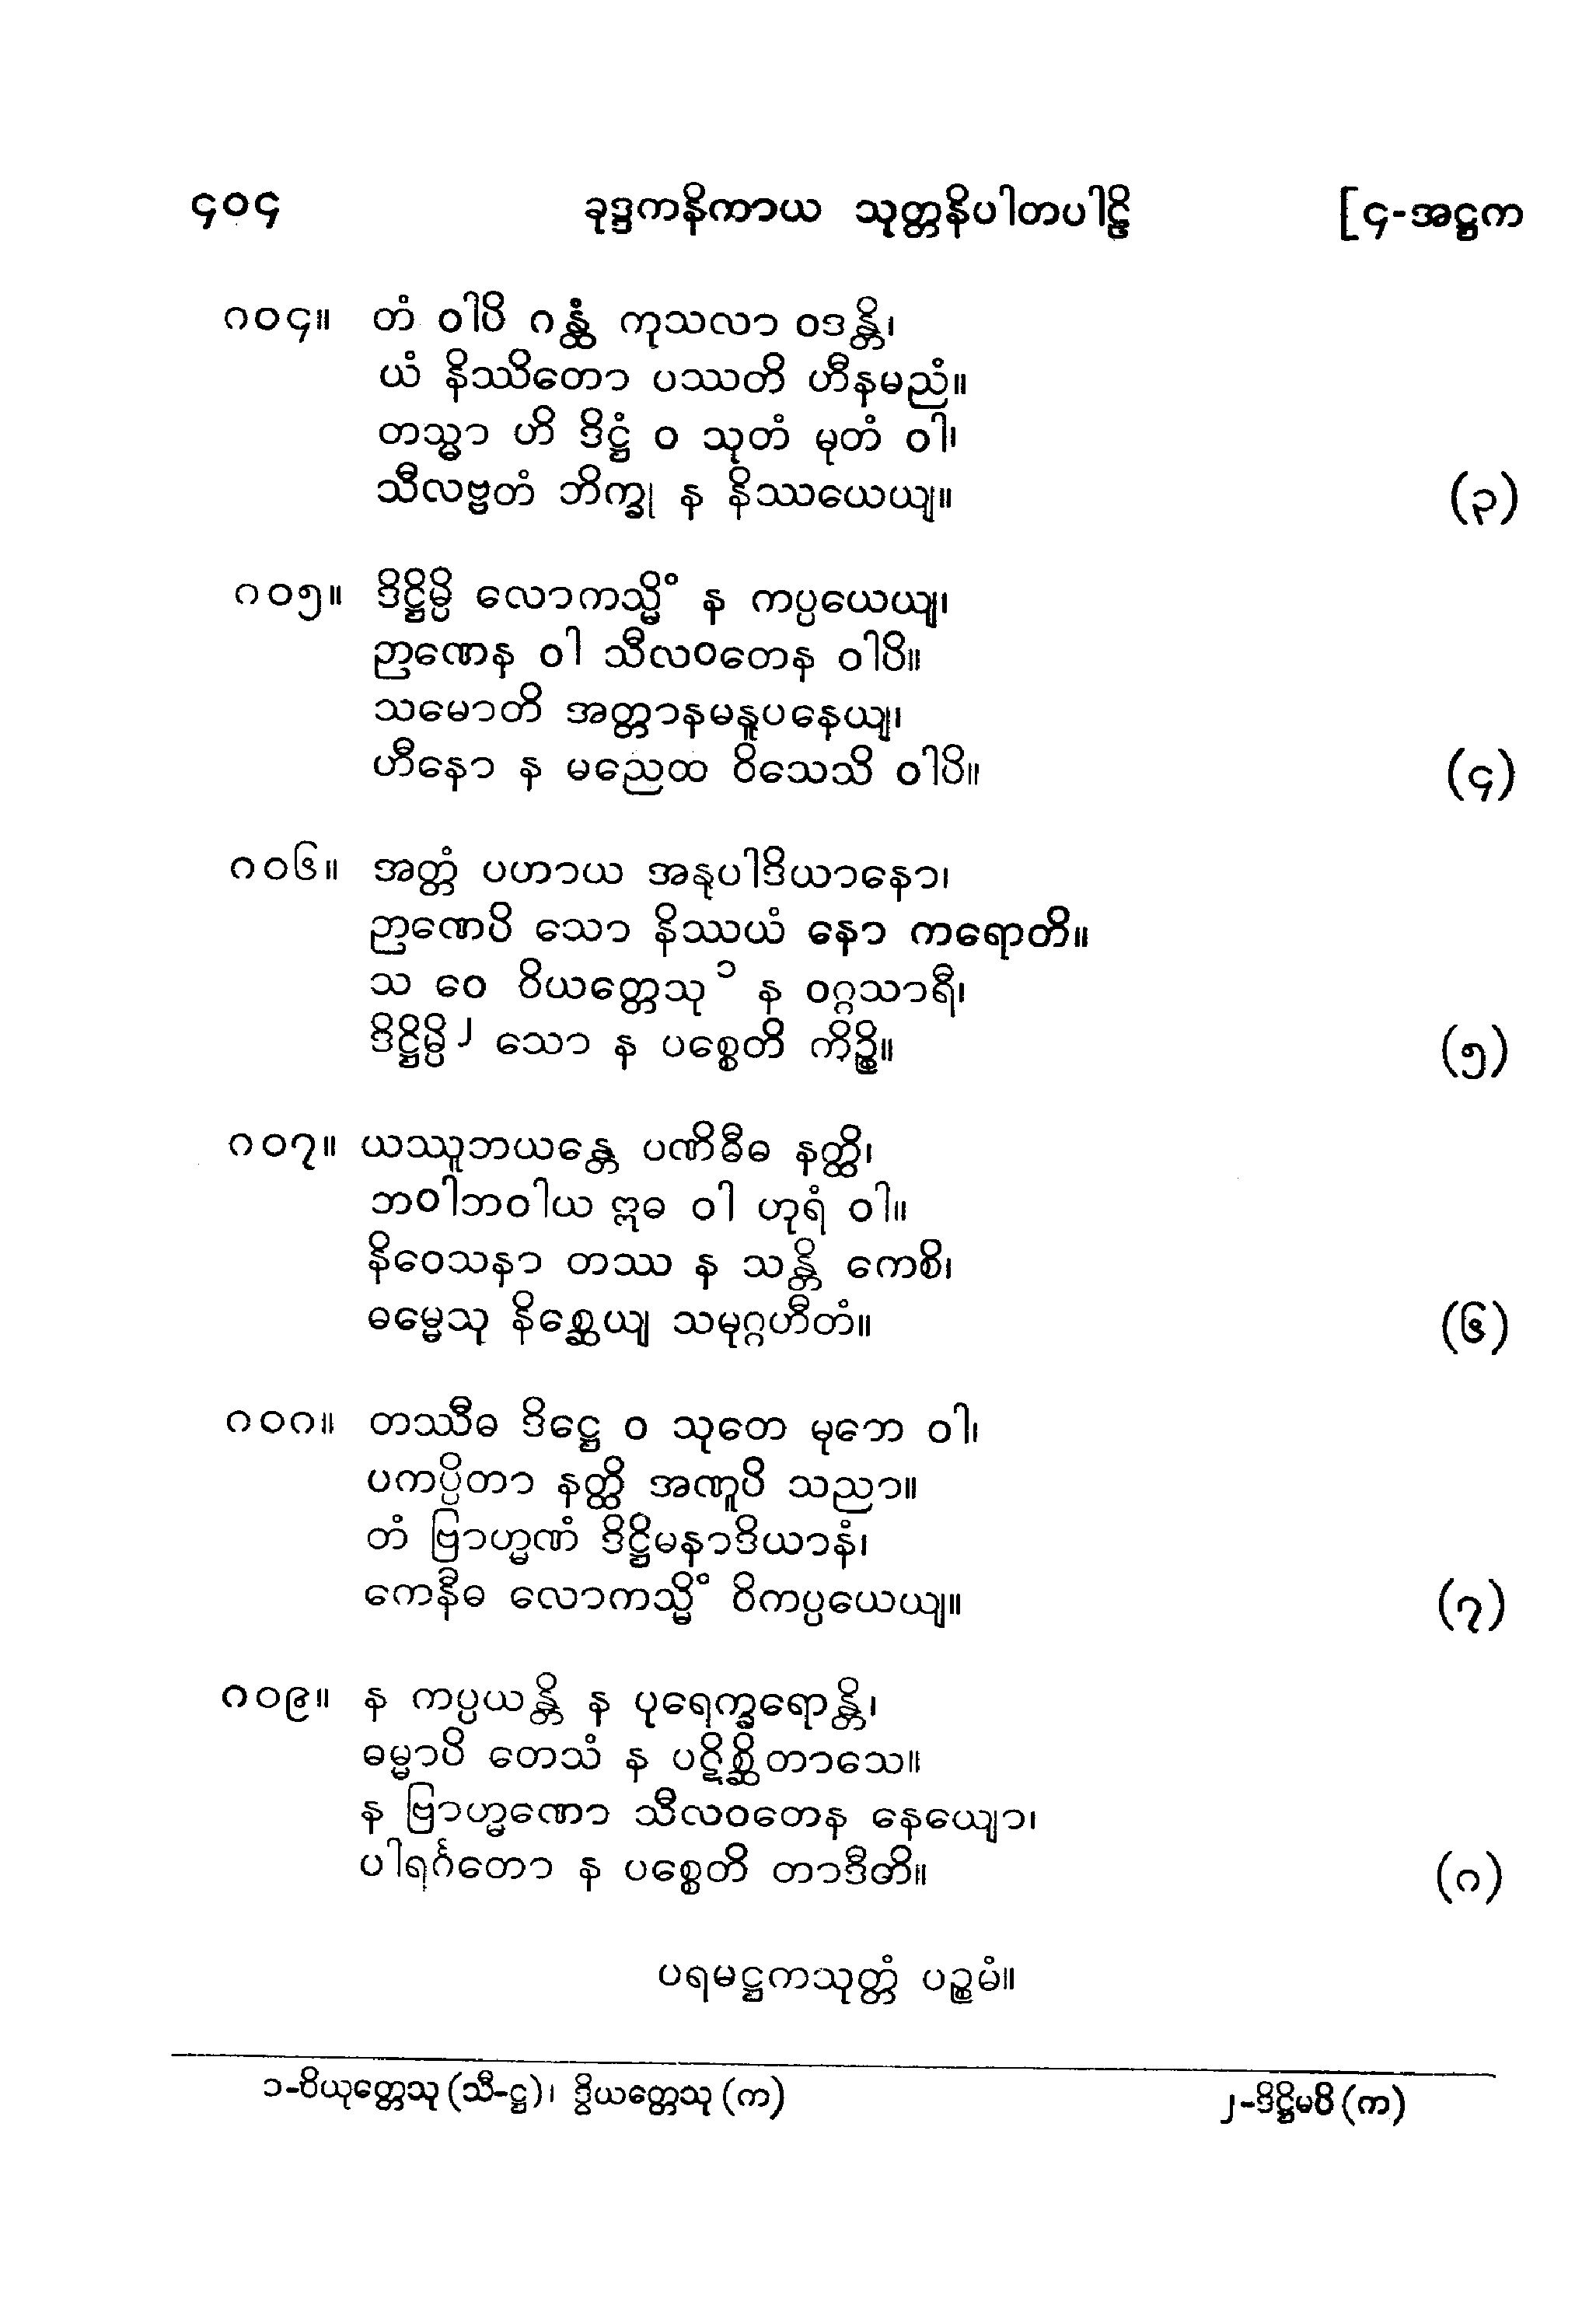 ၄၀၄ ခုဒ္ဒကနိကာယ သုတ္တနိပါတပါဠိ [၄-အဋ္ဌက
၈၀၄။ တံ ဝါပိ ဂန္ထံ ကုသလာ ဝဒန္တိ၊
ယံ နိဿိတော ပဿတိ ဟီနမညံ။
တသ္မာ ဟိ ဒိဋ္ဌံ ဝ သုတံ မုတံ ဝါ၊
သီလဗ္ဗတံ ဘိက္ခု န နိဿယေယျ။ (၃)
၈၀၅။ ဒိဋ္ဌိမ္ပိ လောကသ္မိံ န ကပ္ပယေယျ၊
ဉာဏေန ဝါ သီလဝတေန ဝါပိ။
သမောတိ အတ္တာနမနူပနေယျ၊
ဟီနော န မညေထ ဝိသေသိ ဝါပိ။ (၄)
၈၀၆။ အတ္တံ ပဟာယ အနုပါဒိယာနော၊
ဉာဏေပိ သော နိဿယံ နော ကရောတိ။
သ ဝေ ဝိယတ္တေသု ၁ န ဝဂ္ဂသာရီ၊
ဒိဋ္ဌိမ္ပိ ၂ သော န ပစ္စေတိ ကိဉ္စိ။ (၅)
၈၀၇။ ယဿူဘယန္တေ ပဏိဓီဓ နတ္ထိ၊
ဘဝါဘဝါယ ဣဓ ဝါ ဟုရံ ဝါ။
နိဝေသနာ တဿ န သန္တိ ကေစိ၊
ဓမ္မေသု နိစ္ဆေယျ သမုဂ္ဂဟီတံ။ (၆)
၈၀၈။ တဿီဓ ဒိဋ္ဌေ ဝ သုတေ မုတေ ဝါ၊
ပကပ္ပိတာ နတ္ထိ အဏူပိ သညာ။
တံ ဗြာဟ္မဏံ ဒိဋ္ဌိမနာဒိယာနံ၊
ကေနီဓ လောကသ္မိံ ဝိကပ္ပယေယျ။ (၇)
၈၀၉။ န ကပ္ပယန္တိ န ပုရေက္ခရောန္တိ၊
ဓမ္မာပိ တေသံ န ပဋိစ္ဆိတာသေ။
န ဗြာဟ္မဏော သီလဝတေန နေယျော၊
ပါရင်္ဂတော န ပစ္စေတိ တာဒီတိ။ (၈)
ပရမဋ္ဌကသုတ္တံ ပဉ္စမံ။
၁-ဝိယုတ္တေသု (သီ-ဋ္ဌ)၊ ဒွိယတ္တေသု (က) ၂-ဒိဋ္ဌိမပိ (က)